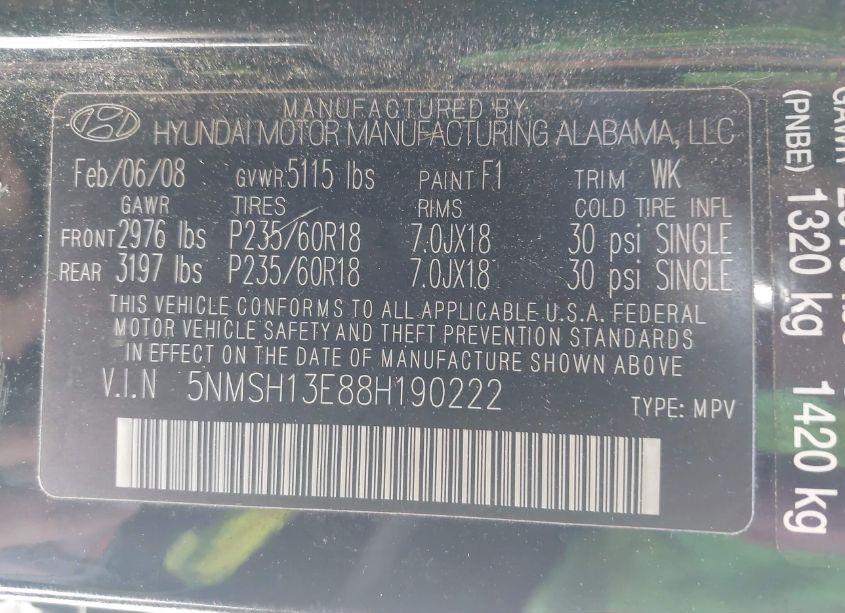 MANUFACTURED BY
HYUNDAI MOTOR MANUFACTURING ALABAMA, LLC
Feb/06/08 GVWR 5115 lbs PAINT F1 TRIM WK
GAWR TIRES RIMS COLD TIRE INFL
FRONT 2976 lbs P235/60R18 7.0JX18 30 psi SINGLE
REAR 3197 lbs P235/60R18 7.0JX18 30 psi SINGLE
THIS VEHICLE CONFORMS TO ALL APPLICABLE U.S.A. FEDERAL
MOTOR VEHICLE SAFETY AND THEFT PREVENTION STANDARDS
IN EFFECT ON THE DATE OF MANUFACTURE SHOWN ABOVE
V.I.N 5NMSH13E88H190222
TYPE: MPV
GAWR
(PNBE) 1320 kg 1420 kg